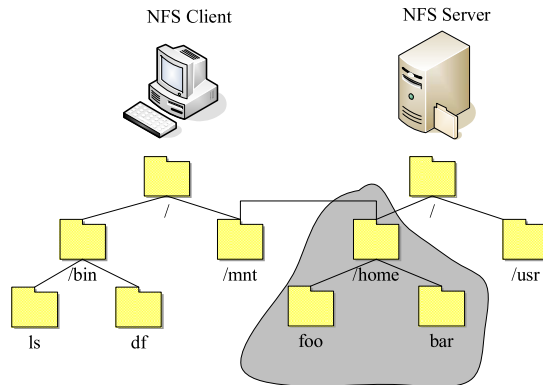 NFS Client
NFS Server
/
/
/bin
/mnt
/home
/usr
ls
df
foo
bar